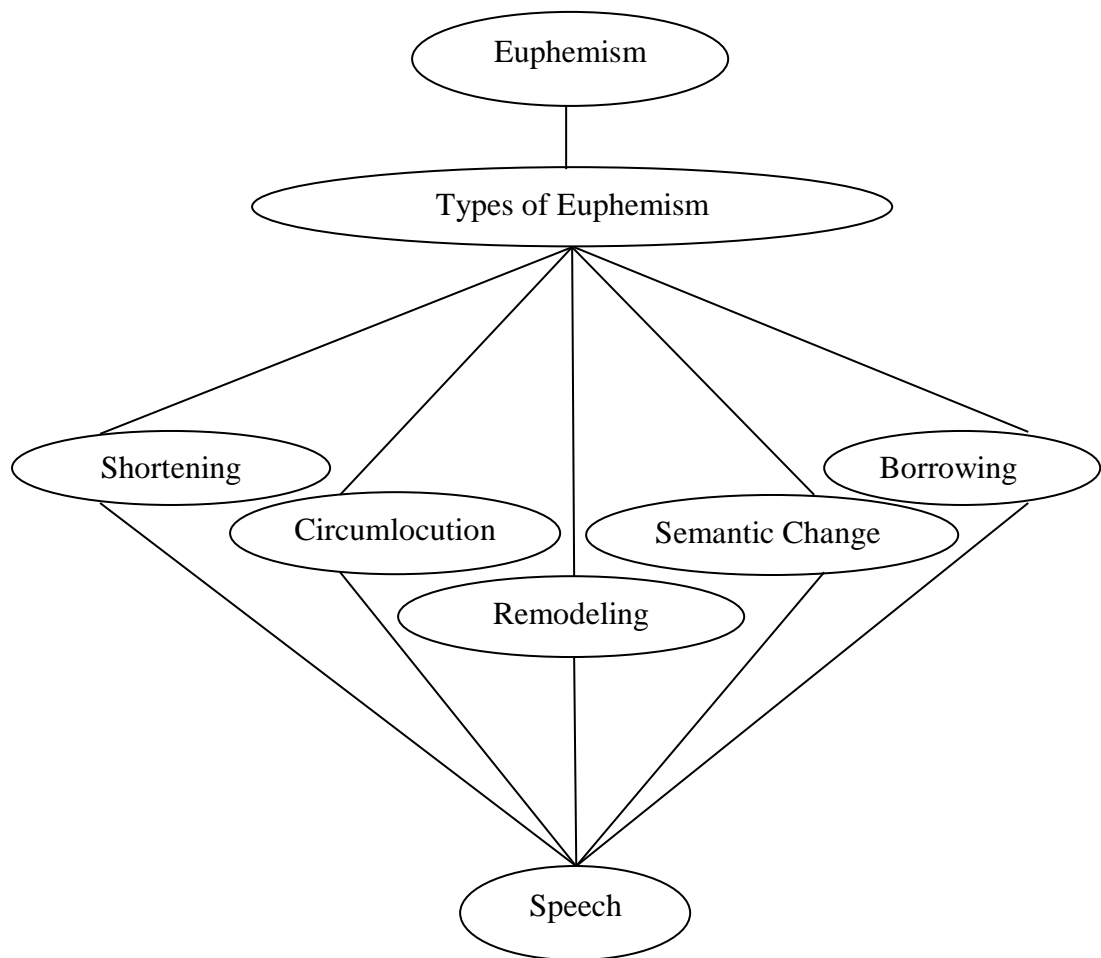 Euphemism
Types of Euphemism
Shortening
Borrowing
Circumlocution
Semantic Change
Remodeling
Speech